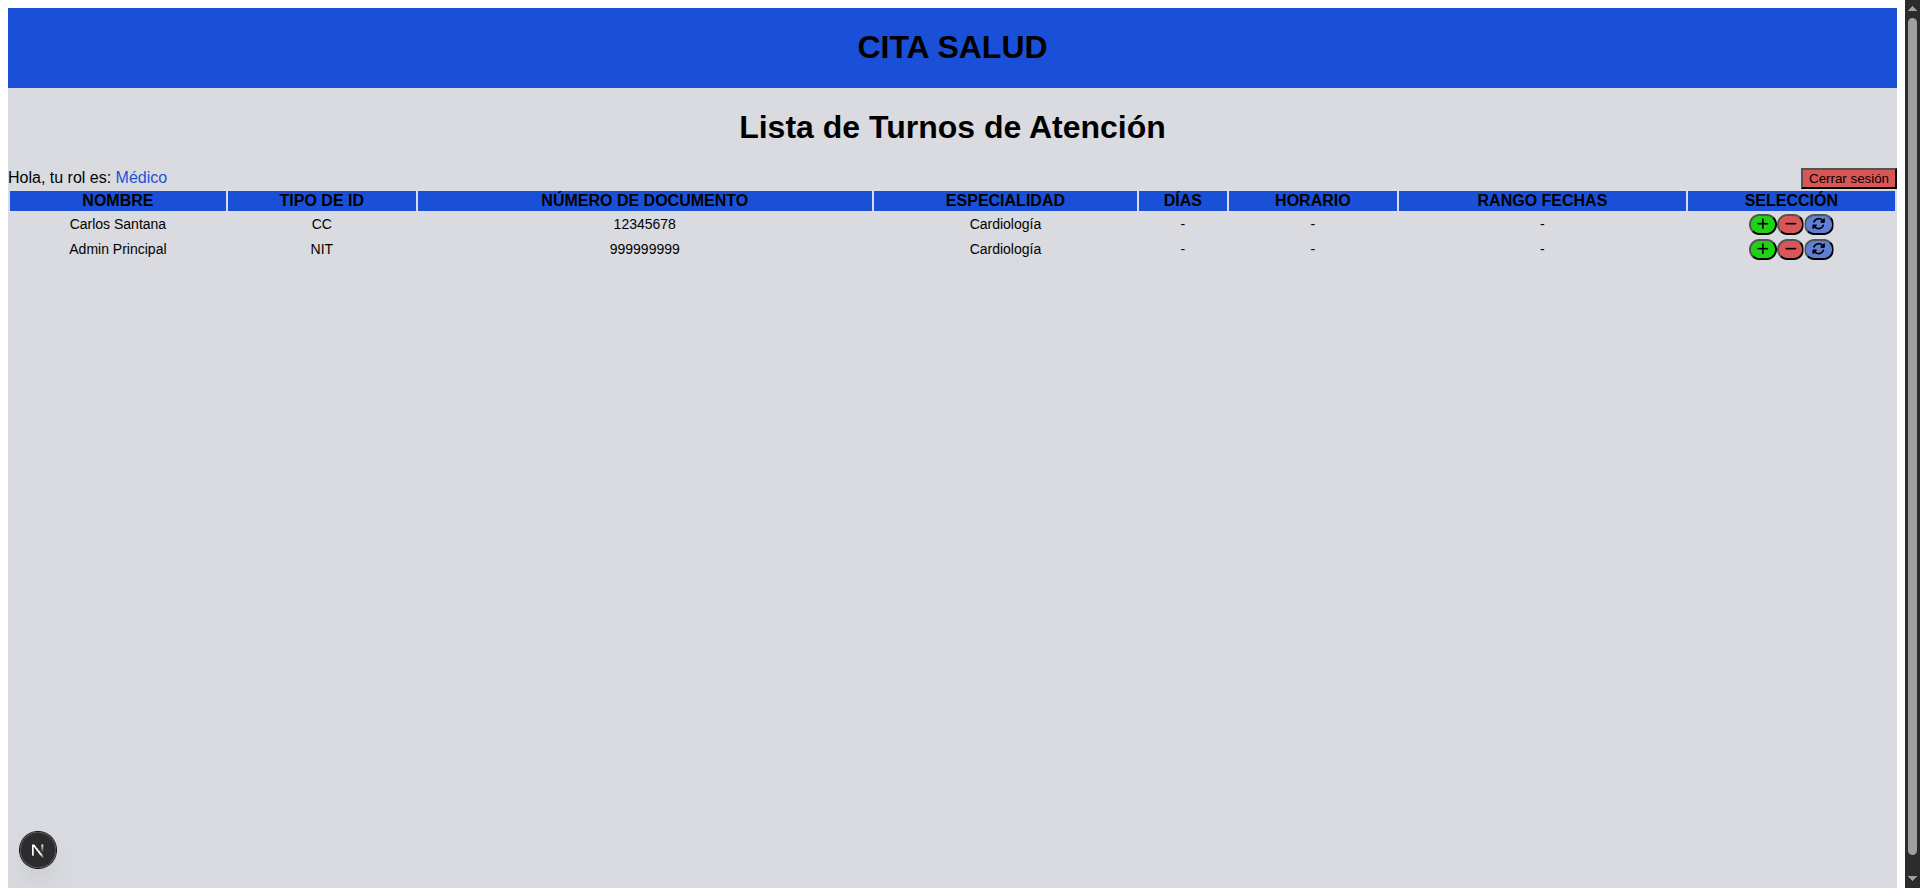 CITA SALUD
Lista de Turnos de Atención
Hola, tu rol es: Médico
Cerrar sesión
NOMBRE TIPO DE ID NÚMERO DE DOCUMENTO ESPECIALIDAD DÍAS HORARIO RANGO FECHAS SELECCIÓN
Carlos Santana CC 12345678 Cardiología - - -
Admin Principal NIT 999999999 Cardiología - - -
N